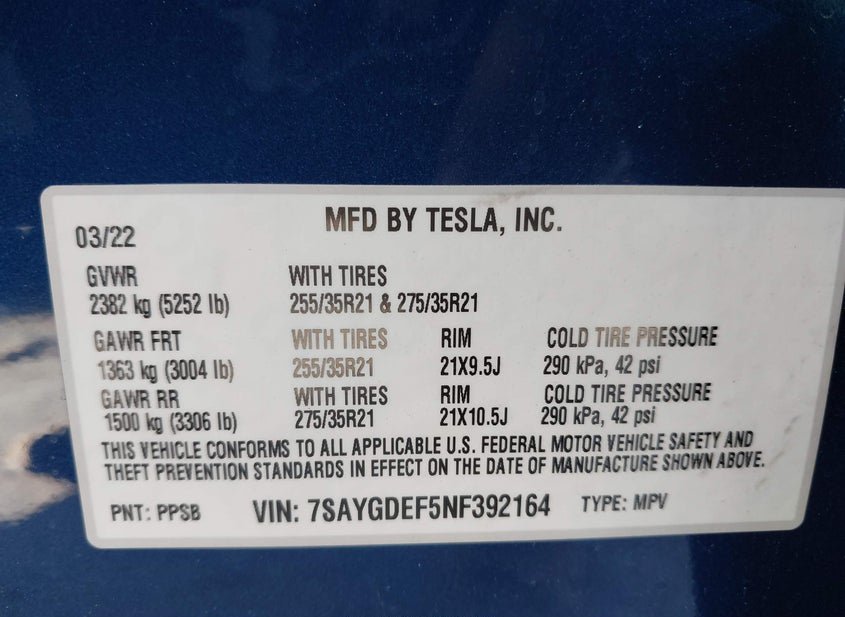 MFD BY TESLA, INC.
03/22
GVWR WITH TIRES
2382 kg (5252 lb) 255/35R21 & 275/35R21
GAWR FRT WITH TIRES RIM COLD TIRE PRESSURE
1363 kg (3004 lb) 255/35R21 21X9.5J 290 kPa, 42 psi
GAWR RR WITH TIRES RIM COLD TIRE PRESSURE
1500 kg (3306 lb) 275/35R21 21X10.5J 290 kPa, 42 psi
THIS VEHICLE CONFORMS TO ALL APPLICABLE U.S. FEDERAL MOTOR VEHICLE SAFETY AND
THEFT PREVENTION STANDARDS IN EFFECT ON THE DATE OF MANUFACTURE SHOWN ABOVE.
PNT: PPSB VIN: 7SAYGDEF5NF392164 TYPE: MPV